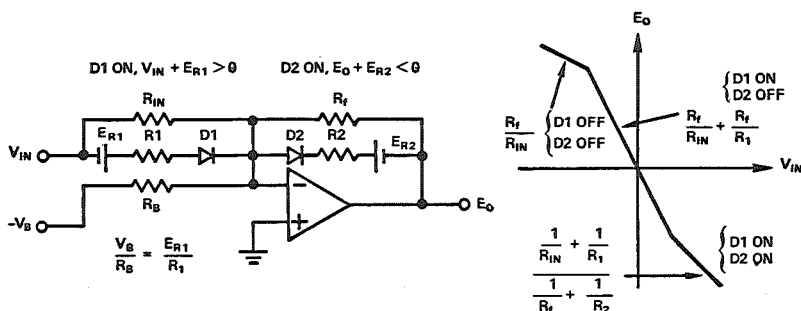 D1 ON, V_IN + E_R1 > 0
D2 ON, E_O + E_R2 < 0
R_IN
R_f
E_R1
R1
D1
D2
R2
E_R2
V_IN
R_B
−
+
-V_B
E_O
V_B / R_B = E_R1 / R_1
E_O
D1 ON
D2 OFF
R_f / R_IN
D1 OFF
D2 OFF
R_f / R_IN + R_f / R_1
V_IN
1 / R_IN + 1 / R_1
1 / R_f + 1 / R_2
D1 ON
D2 ON